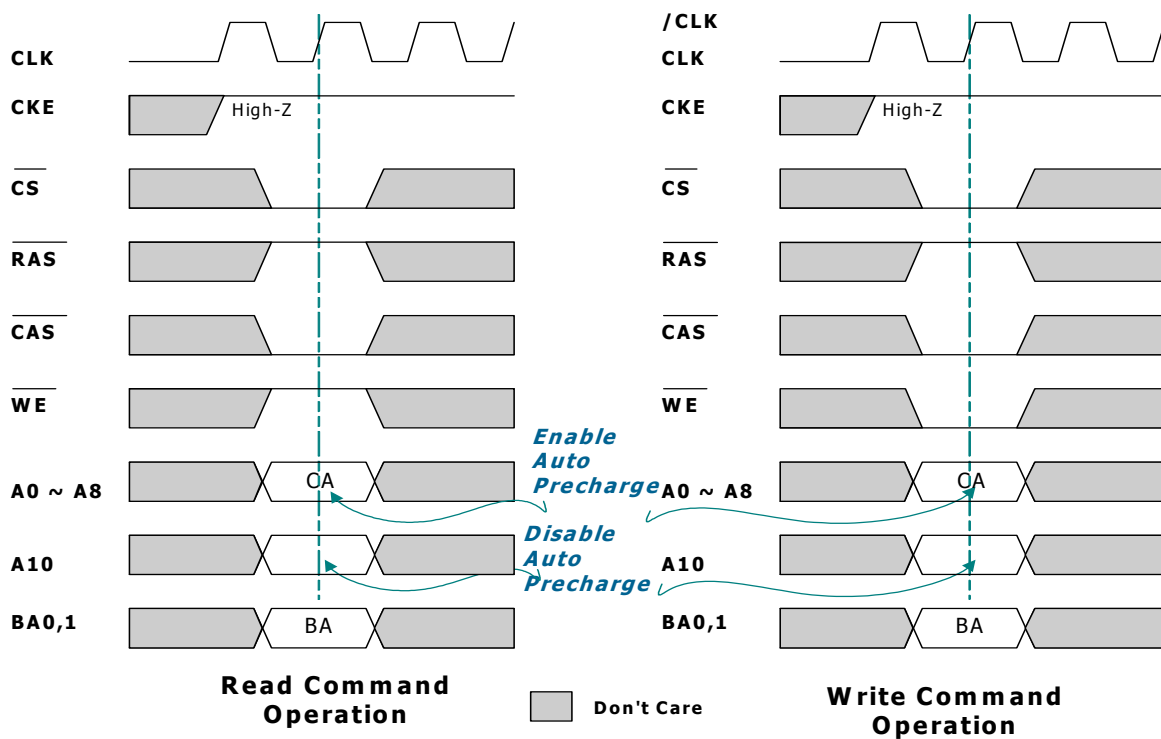 CLK
CKE
High-Z
CS
RAS
CAS
WE
A0 ~ A8
CA
A10
BA0,1
BA
Read Command
Operation
Enable
Auto
Precharge
Disable
Auto
Precharge
Don't Care
/CLK
CLK
CKE
High-Z
CS
RAS
CAS
WE
A0 ~ A8
CA
A10
BA0,1
BA
Write Command
Operation